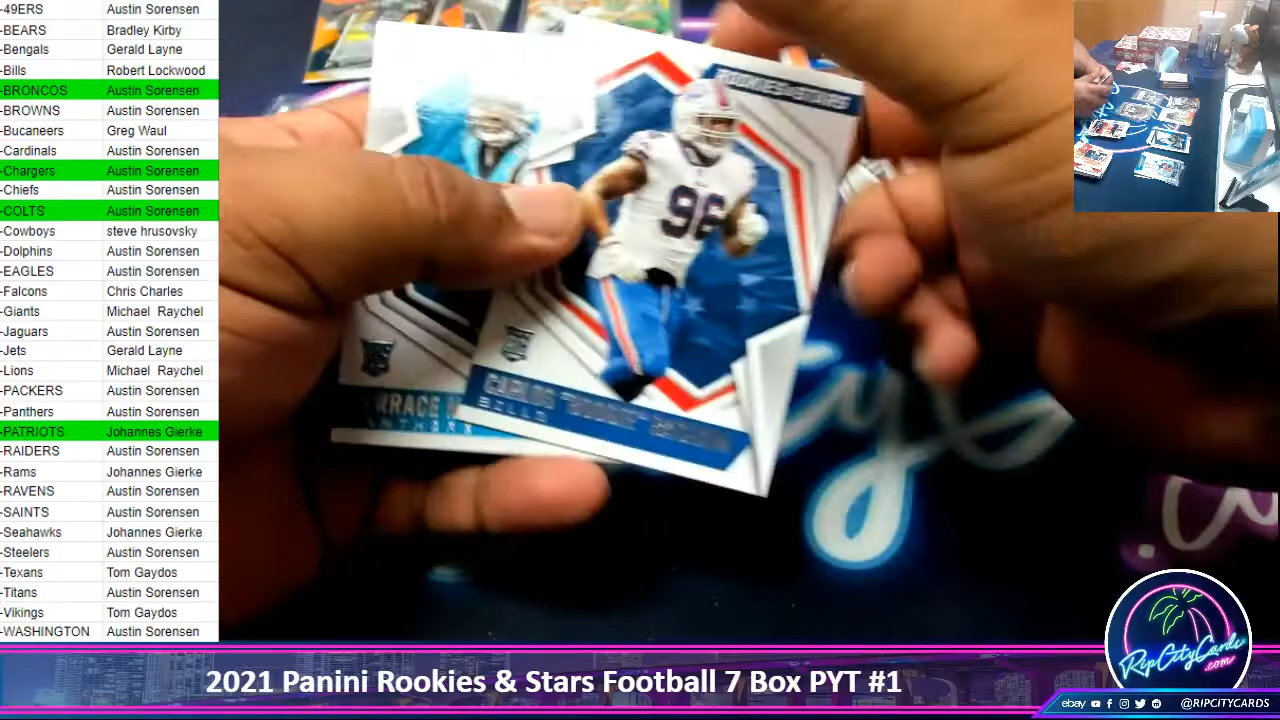 -49ERS Austin Sorensen
-BEARS Bradley Kirby
-Bengals Gerald Layne
-Bills Robert Lockwood
-BRONCOS Austin Sorensen
-BROWNS Austin Sorensen
-Bucaneers Greg Waul
-Cardinals Austin Sorensen
-Chargers Austin Sorensen
-Chiefs Austin Sorensen
-COLTS Austin Sorensen
-Cowboys steve hrusovsky
-Dolphins Austin Sorensen
-EAGLES Austin Sorensen
-Falcons Chris Charles
-Giants Michael Raychel
-Jaguars Austin Sorensen
-Jets Gerald Layne
-Lions Michael Raychel
-PACKERS Austin Sorensen
-Panthers Austin Sorensen
-PATRIOTS Johannes Gierke
-RAIDERS Austin Sorensen
-Rams Johannes Gierke
-RAVENS Austin Sorensen
-SAINTS Austin Sorensen
-Seahawks Johannes Gierke
-Steelers Austin Sorensen
-Texans Tom Gaydos
-Titans Austin Sorensen
-Vikings Tom Gaydos
-WASHINGTON Austin Sorensen
ROOKIES & STARS
96
CARLOS
BILLS
RipCityCards
.com
2021 Panini Rookies & Stars Football 7 Box PYT #1
ebay @RIPCITYCARDS